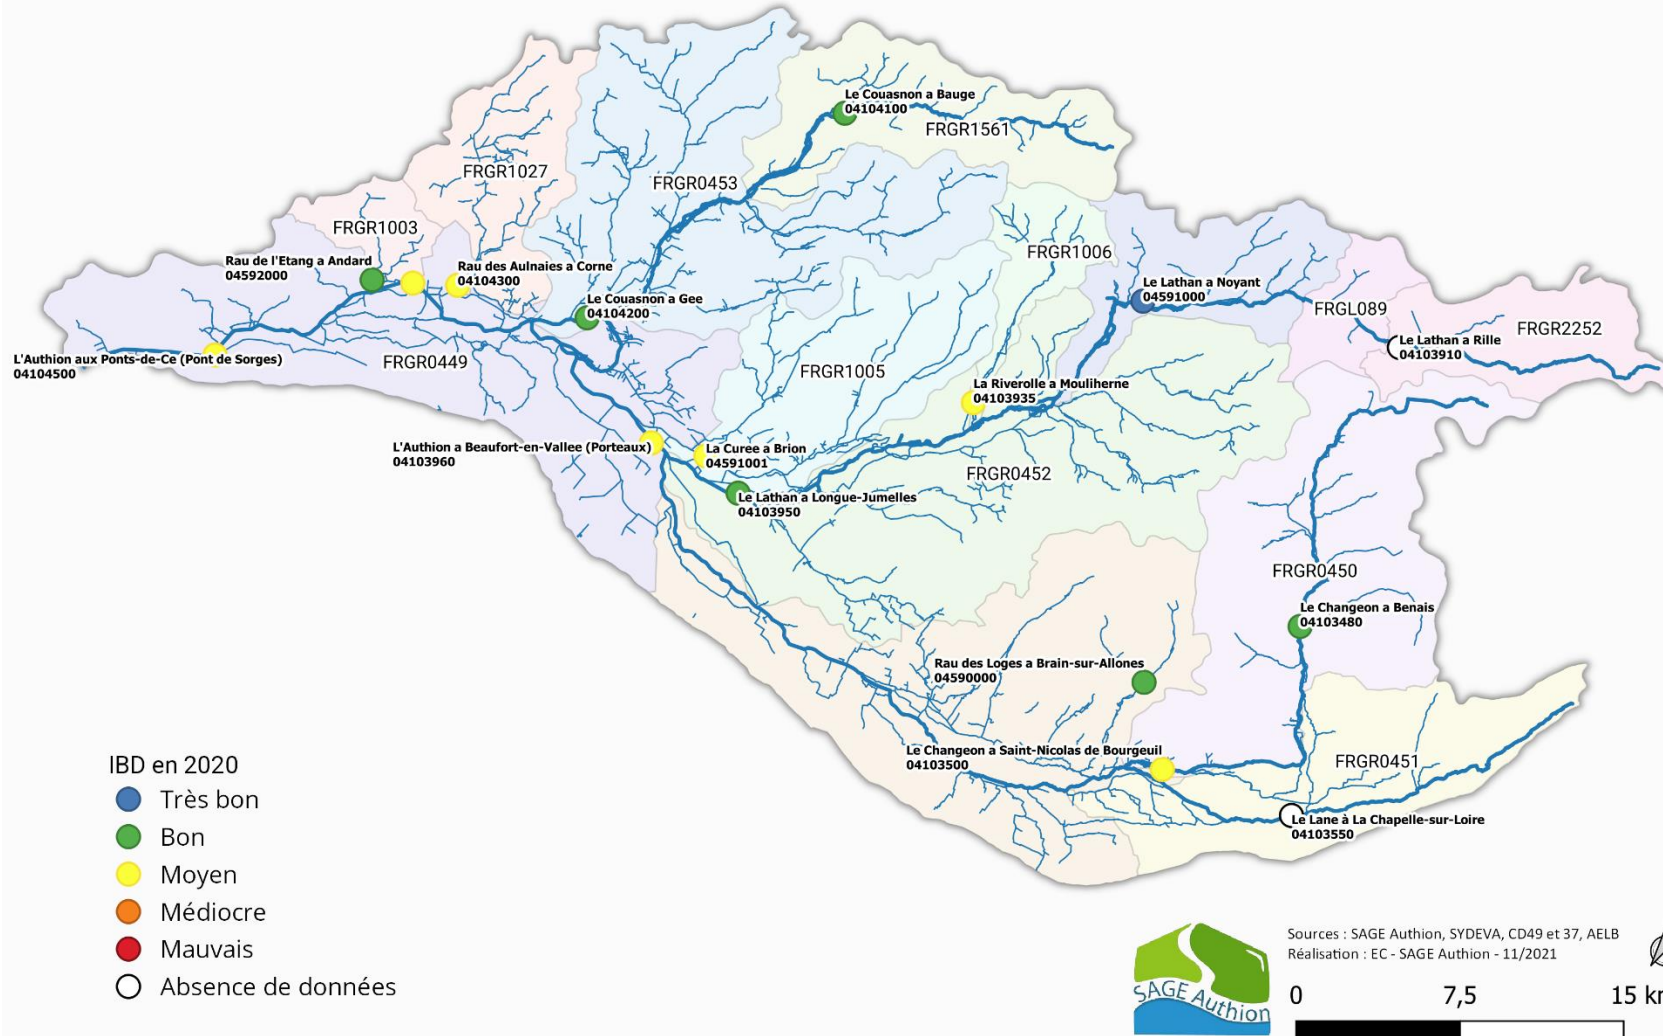 Le Couasnon a Bauge
04104100
FRGR1561
FRGR1027
FRGR0453
FRGR1003
FRGR1006
Rau de l'Etang a Andard
04592000
Rau des Aulnaies a Corne
04104300
Le Couasnon a Gee
04104200
Le Lathan a Noyant
04591000
FRGL089
FRGR2252
Le Lathan a Rille
04103910
L'Authion aux Ponts-de-Ce (Pont de Sorges)
04104500
FRGR0449
FRGR1005
La Riverolle a Mouliherne
04103935
L'Authion a Beaufort-en-Vallee (Porteaux)
04103960
La Curee a Brion
04591001
FRGR0452
Le Lathan a Longue-Jumelles
04103950
FRGR0450
Le Changeon a Benais
04103480
Rau des Loges a Brain-sur-Allones
04590000
Le Changeon a Saint-Nicolas de Bourgeuil
04103500
FRGR0451
Le Lane à La Chapelle-sur-Loire
04103550
IBD en 2020
Très bon
Bon
Moyen
Médiocre
Mauvais
Absence de données
SAGE Authion
Sources : SAGE Authion, SYDEVA, CD49 et 37, AELB
Réalisation : EC - SAGE Authion - 11/2021
0 7,5 15 km